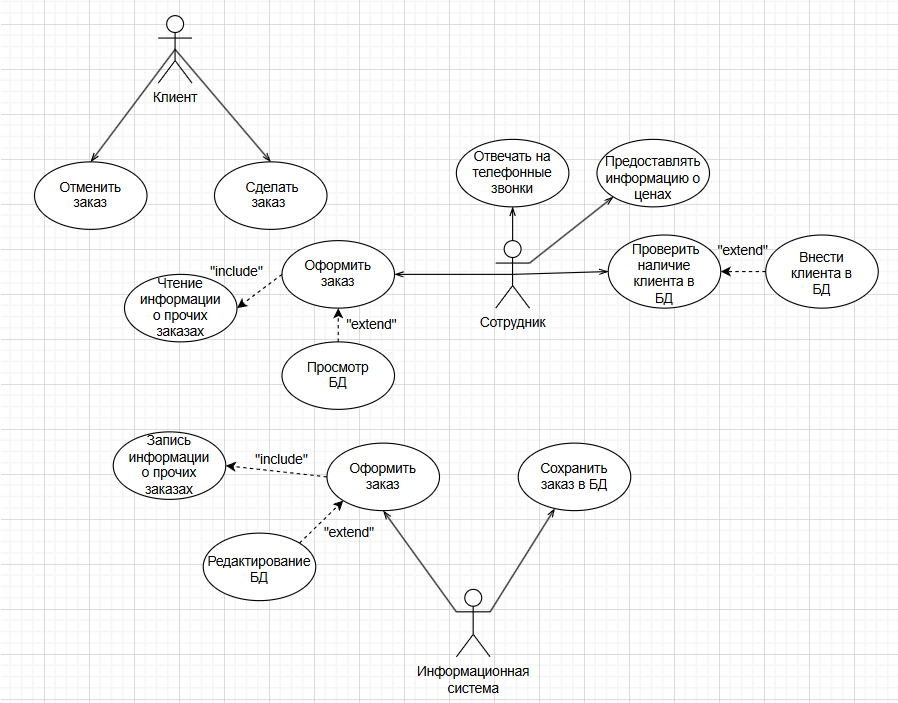 Клиент
Отменить
заказ
Сделать
заказ
Отвечать на
телефонные
звонки
Предоставлять
информацию о
ценах
Оформить
заказ
"include"
Чтение
информации
о прочих
заказах
"extend"
Просмотр
БД
Сотрудник
Проверить
наличие
клиента в
БД
"extend"
Внести
клиента в
БД
Запись
информации
о прочих
заказах
"include"
Оформить
заказ
Сохранить
заказ в БД
"extend"
Редактирование
БД
Информационная
система